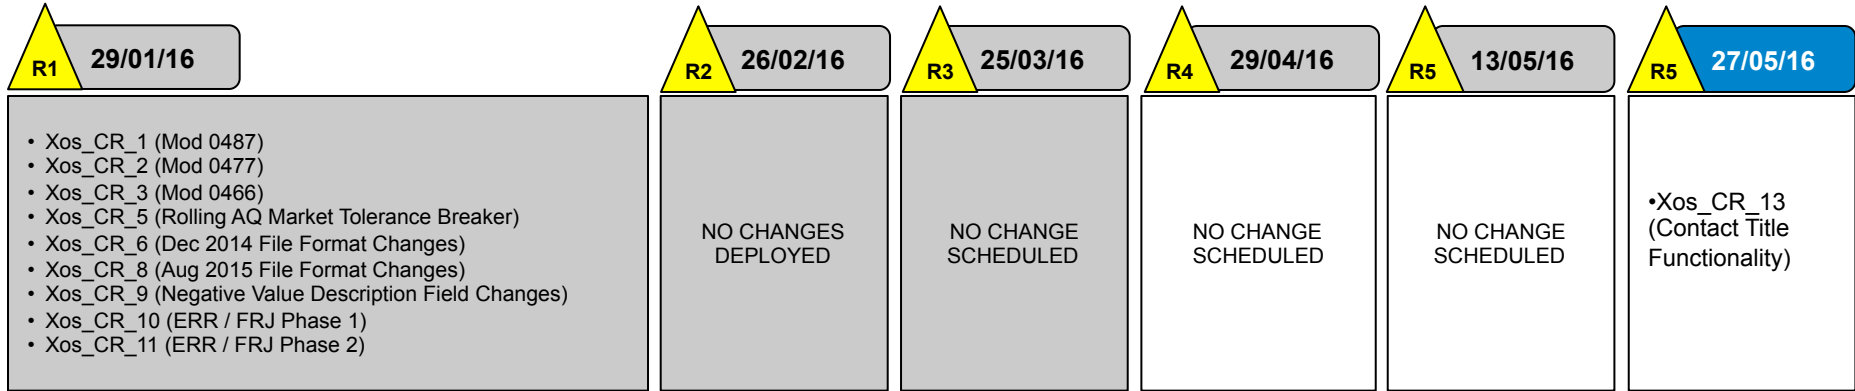 R1 29/01/16
• Xos_CR_1 (Mod 0487)
• Xos_CR_2 (Mod 0477)
• Xos_CR_3 (Mod 0466)
• Xos_CR_5 (Rolling AQ Market Tolerance Breaker)
• Xos_CR_6 (Dec 2014 File Format Changes)
• Xos_CR_8 (Aug 2015 File Format Changes)
• Xos_CR_9 (Negative Value Description Field Changes)
• Xos_CR_10 (ERR / FRJ Phase 1)
• Xos_CR_11 (ERR / FRJ Phase 2)
R2 26/02/16
NO CHANGES
DEPLOYED
R3 25/03/16
NO CHANGE
SCHEDULED
R4 29/04/16
NO CHANGE
SCHEDULED
R5 13/05/16
NO CHANGE
SCHEDULED
R5 27/05/16
•Xos_CR_13
(Contact Title
Functionality)